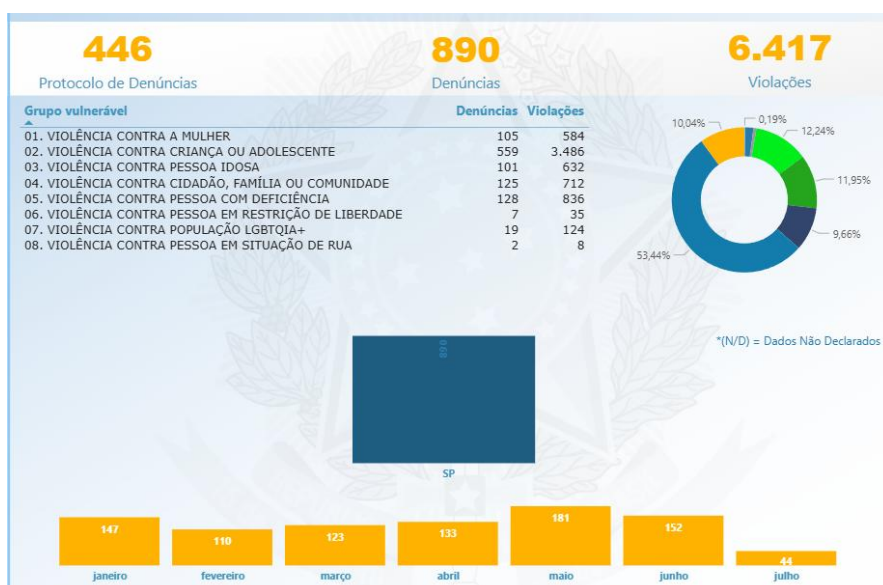 446 890 6.417
Protocolo de Denúncias Denúncias Violações
Grupo vulnerável Denúncias Violações
01. VIOLÊNCIA CONTRA A MULHER 105 584
02. VIOLÊNCIA CONTRA CRIANÇA OU ADOLESCENTE 559 3.486
03. VIOLÊNCIA CONTRA PESSOA IDOSA 101 632
04. VIOLÊNCIA CONTRA CIDADÃO, FAMÍLIA OU COMUNIDADE 125 712
05. VIOLÊNCIA CONTRA PESSOA COM DEFICIÊNCIA 128 836
06. VIOLÊNCIA CONTRA PESSOA EM RESTRIÇÃO DE LIBERDADE 7 35
07. VIOLÊNCIA CONTRA POPULAÇÃO LGBTQIA+ 19 124
08. VIOLÊNCIA CONTRA PESSOA EM SITUAÇÃO DE RUA 2 8
10,04% 0,19%
12,24%
11,95%
9,66%
53,44%
*(N/D) = Dados Não Declarados
890
SP
147 110 123 133 181 152 44
janeiro fevereiro março abril maio junho julho